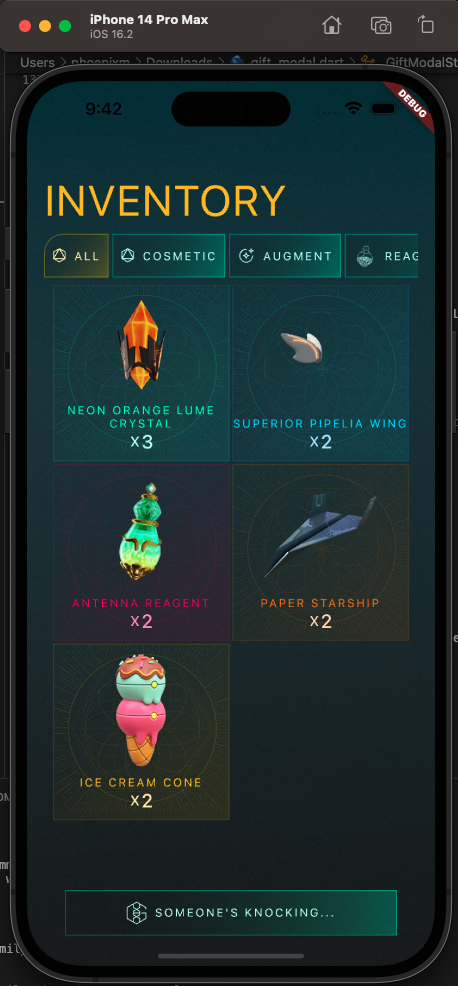 iPhone 14 Pro Max
iOS 16.2
Users > phoenixm > Downloads > gift_modal.dart > GiftModalSt
9:42
DEBUG
INVENTORY
ALL
COSMETIC
AUGMENT
REAG
NEON ORANGE LUME
CRYSTAL
x3
SUPERIOR PIPELIA WING
x2
ANTENNA REAGENT
x2
PAPER STARSHIP
x2
ICE CREAM CONE
x2
SOMEONE'S KNOCKING...